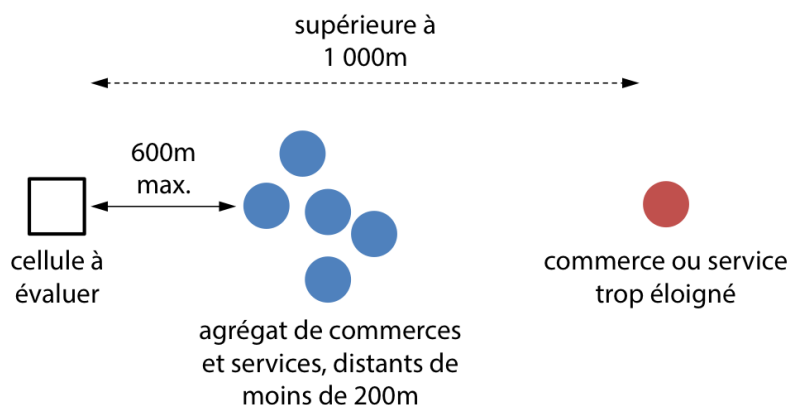 supérieure à
1 000m
600m
max.
cellule à
évaluer
agrégat de commerces
et services, distants de
moins de 200m
commerce ou service
trop éloigné